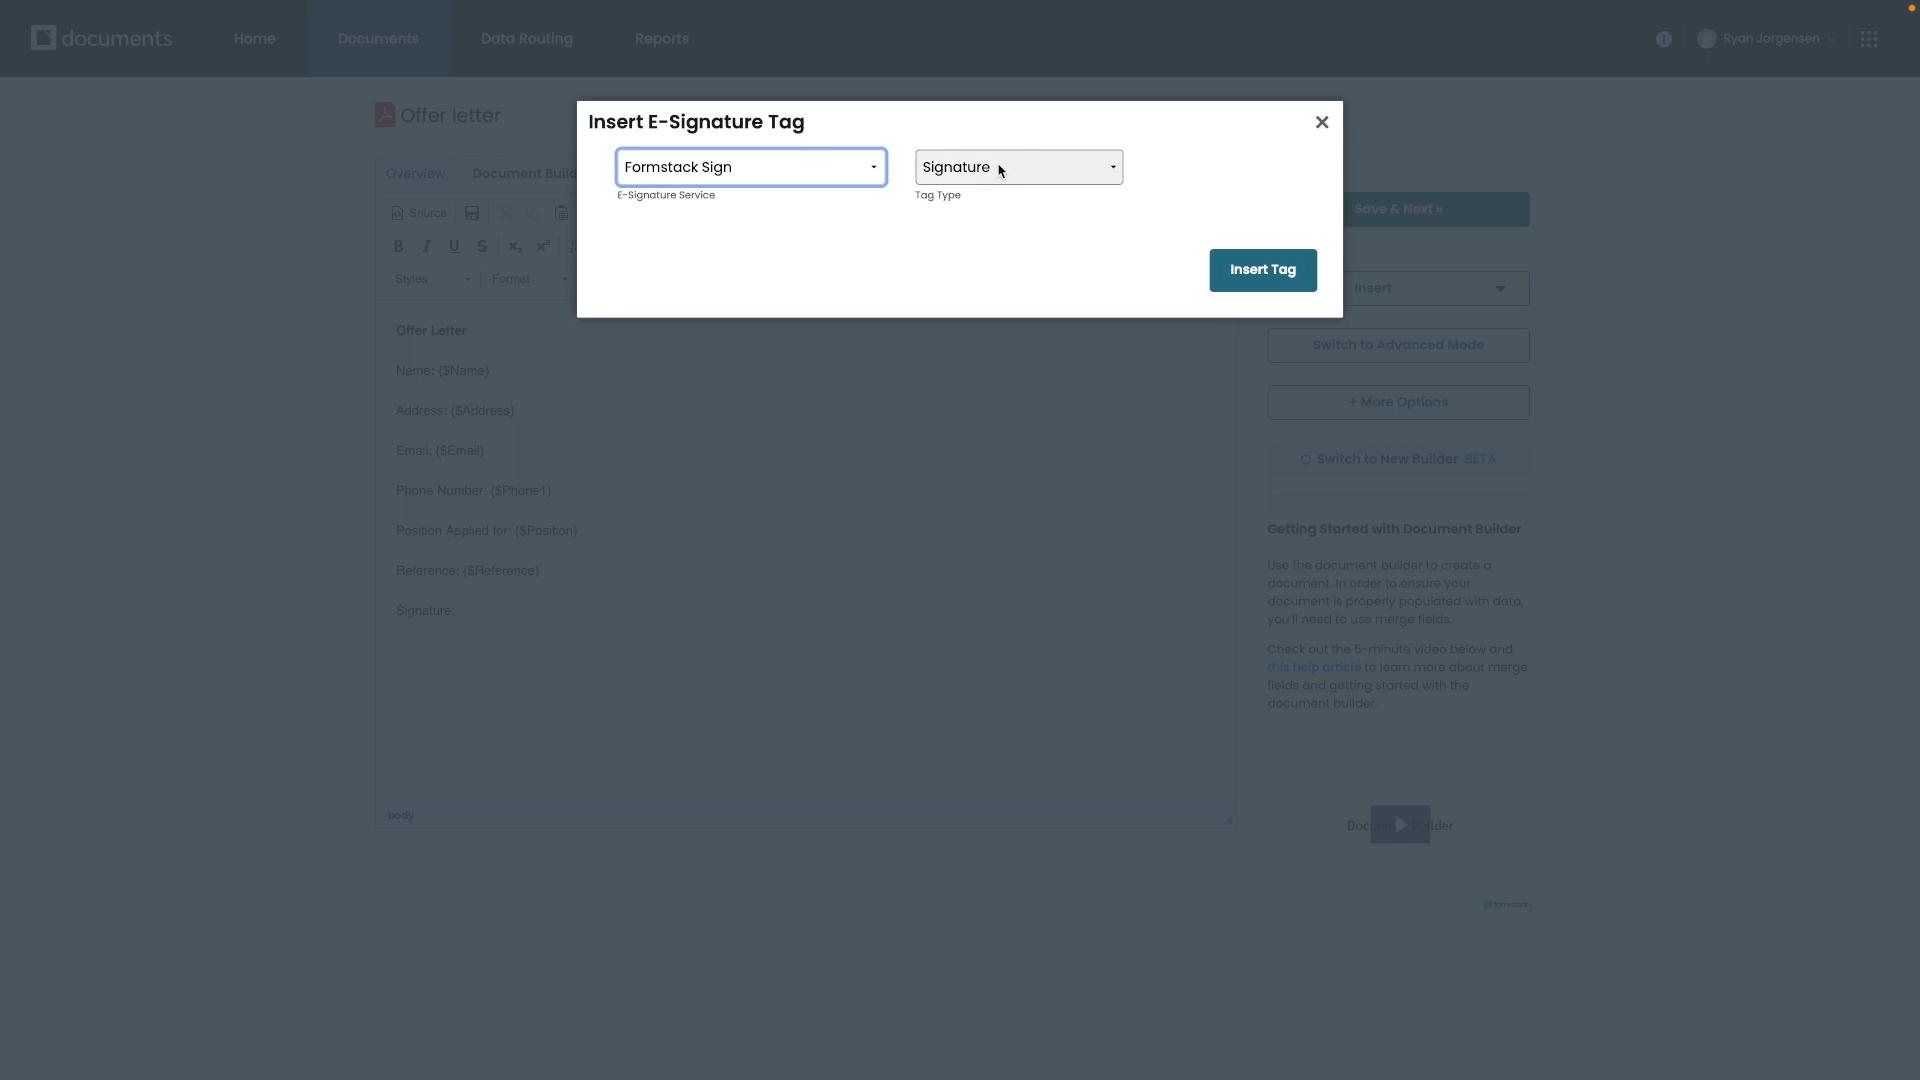 documents
Home
Documents
Data Routing
Reports
Ryan Jorgensen
Offer letter
Insert E-Signature Tag
Formstack Sign
Signature
E-Signature Service
Tag Type
Insert Tag
Overview
Document Build
Save & Next »
Source
B I U S x₂ x²
Insert
Styles
Format
Switch to Advanced Mode
+ More Options
Switch to New Builder BETA
Offer Letter
Name: {$Name}
Address: {$Address}
Email: {$Email}
Phone Number: {$Phone1}
Position Applied for: {$Position}
Reference: {$Reference}
Signature:
body
Getting Started with Document Builder
Use the document builder to create a
document. In order to ensure your
document is properly populated with data,
you'll need to use merge fields.
Check out the 5-minute video below and
this help article to learn more about merge
fields and getting started with the
document builder.
formstack